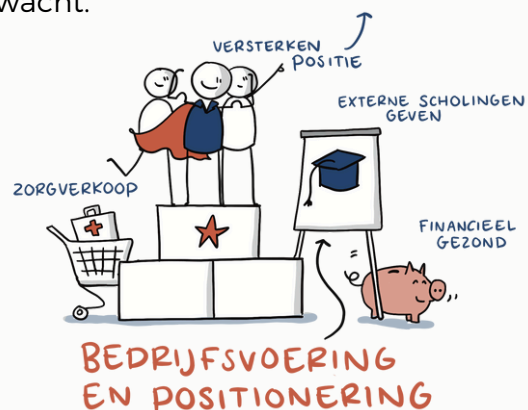 wacht.
VERSTERKEN
POSITIE
EXTERNE SCHOLINGEN
GEVEN
ZORGVERKOOP
FINANCIEEL
GEZOND
BEDRIJFSVOERING
EN POSITIONERING